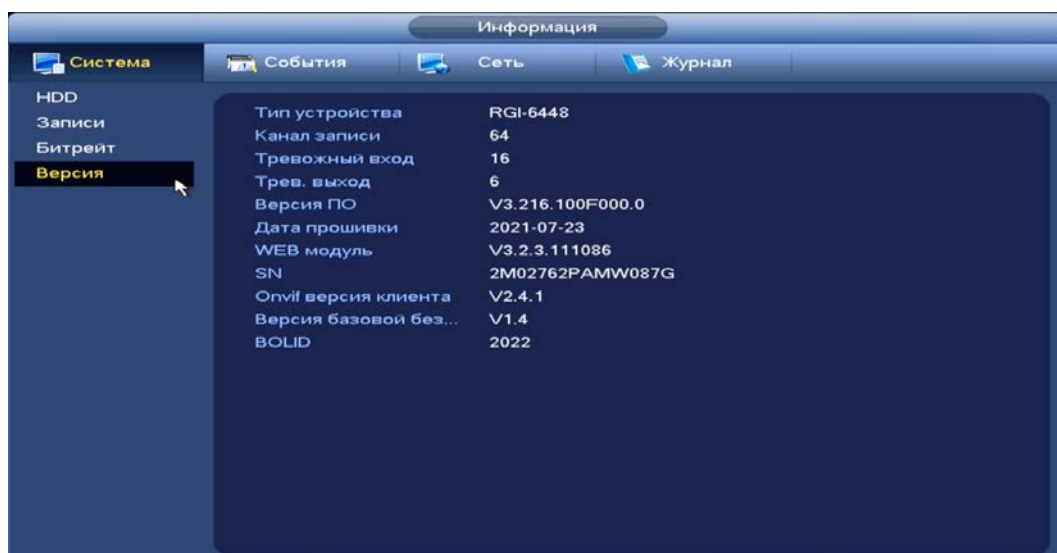 Информация
Система События Сеть Журнал
HDD
Записи
Битрейт
Версия
Тип устройства RGI-6448
Канал записи 64
Тревожный вход 16
Трев. выход 6
Версия ПО V3.216.100F000.0
Дата прошивки 2021-07-23
WEB модуль V3.2.3.111086
SN 2M02762PAMW087G
Onvif версия клиента V2.4.1
Версия базовой без... V1.4
BOLID 2022